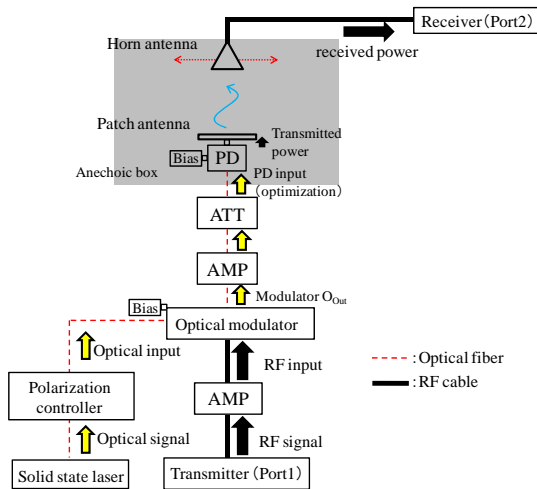 Receiver(Port2)
Horn antenna
received power
Patch antenna
Transmitted
power
Bias
PD
Anechoic box
PD input
(optimization)
ATT
AMP
Modulator OOut
Bias
Optical modulator
Optical input
RF input
: Optical fiber
: RF cable
Polarization
controller
AMP
Optical signal
RF signal
Solid state laser
Transmitter (Port1)